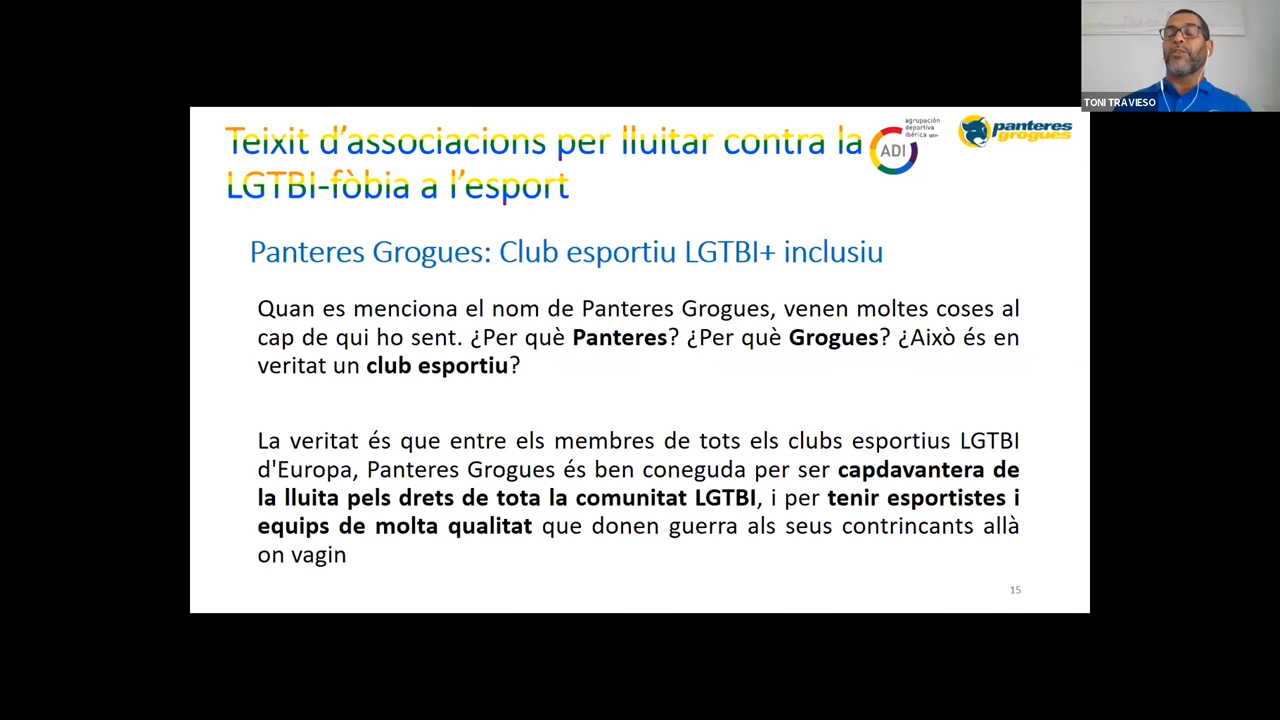 TONI TRAVIESO
Teixit d'associacions per lluitar contra la
LGTBI-fòbia a l'esport
agrupación
deportiva
ibérica
ADI
panteres
grogues
Panteres Grogues: Club esportiu LGTBI+ inclusiu
Quan es menciona el nom de Panteres Grogues, venen moltes coses al
cap de qui ho sent. ¿Per què Panteres? ¿Per què Grogues? ¿Això és en
veritat un club esportiu?
La veritat és que entre els membres de tots els clubs esportius LGTBI
d'Europa, Panteres Grogues és ben coneguda per ser capdavantera de
la lluita pels drets de tota la comunitat LGTBI, i per tenir esportistes i
equips de molta qualitat que donen guerra als seus contrincants allà
on vagin
15